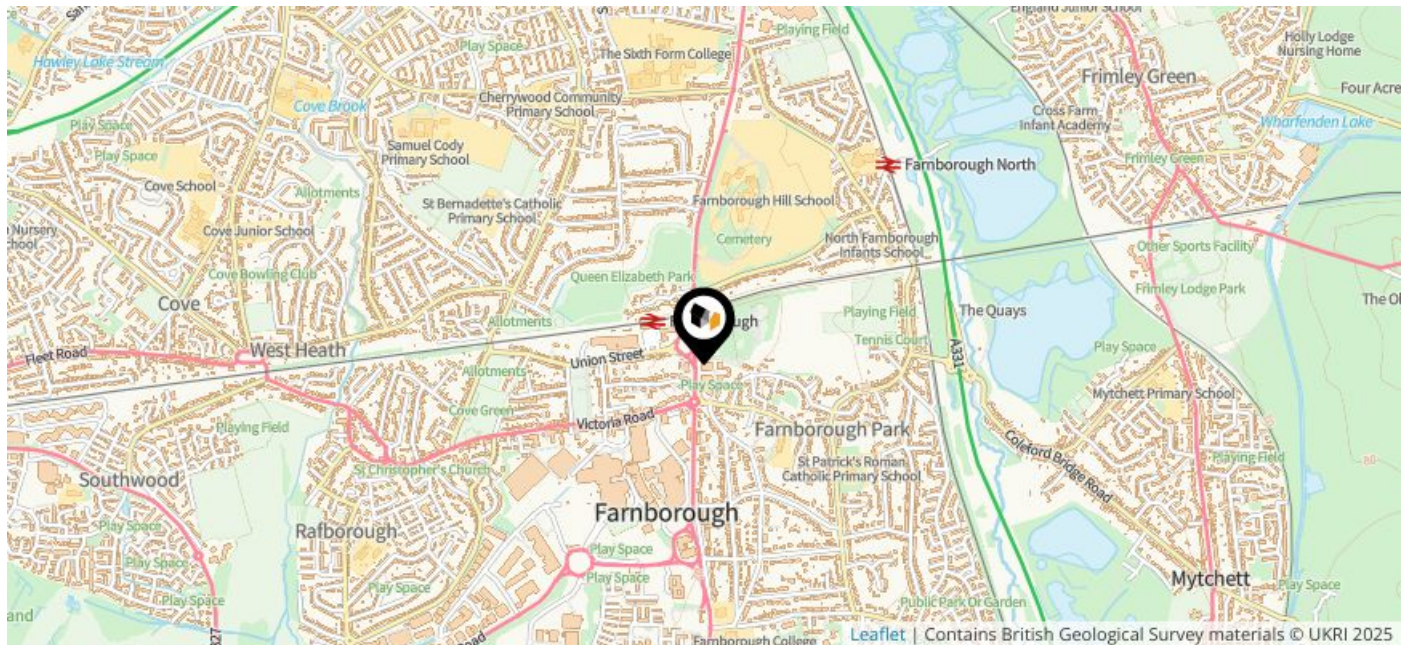 England Junior School
Playing Field
Holly Lodge
Nursing Home
Play Space
The Sixth Form College
Hawley Lake Stream
Frimley Green
Four Acre
Cove Brook
Cherrywood Community
Primary School
Cross Farm
Infant Academy
Wharfenden Lake
Play Space
Samuel Cody
Primary School
Play Space
Frimley Green
Farnborough North
Cove School
Allotments
St Bernadette's Catholic
Primary School
Farnborough Hill School
Nursery
Cove Junior School
Cemetery
North Farnborough
Infants School
Other Sports Facility
Cove Bowling Club
Queen Elizabeth Park
Frimley Lodge Park
Cove
The Quays
Playing Field
Allotments
Tennis Court
A331
Fleet Road
West Heath
Union Street
Play Space
Allotments
Play Space
Mytchett Primary School
Cove Green
Victoria Road
Playing Field
Farnborough Park
Coleford Bridge Road
St Christopher's Church
St Patrick's Roman
Catholic Primary School
Playing Field
80
Southwood
Farnborough
Rafborough
Play Space
Play Space
Play Space
Play Space
Play Space
Mytchett
Play Space
Public Park Or Garden
Road
Farnborough College
Leaflet | Contains British Geological Survey materials © UKRI 2025